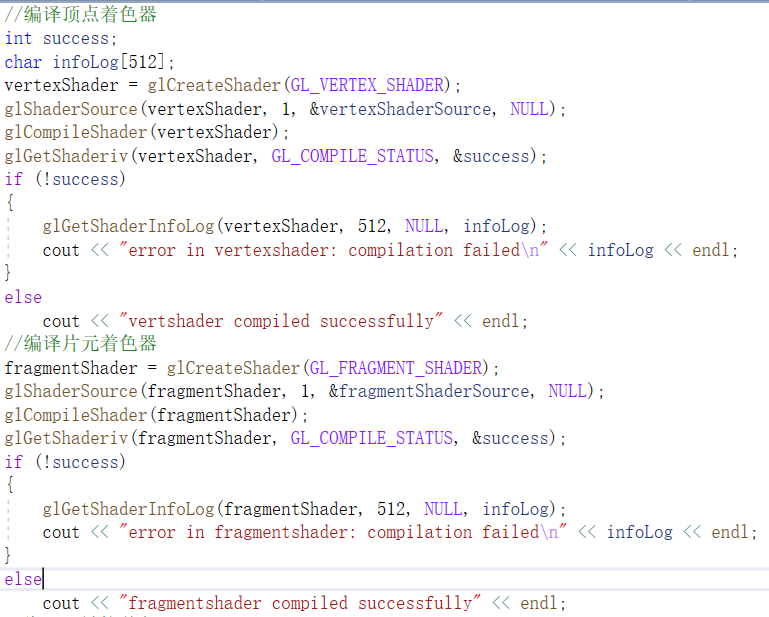 //编译顶点着色器
int success;
char infoLog[512];
vertexShader = glCreateShader(GL_VERTEX_SHADER);
glShaderSource(vertexShader, 1, &vertexShaderSource, NULL);
glCompileShader(vertexShader);
glGetShaderiv(vertexShader, GL_COMPILE_STATUS, &success);
if (!success)
{
    glGetShaderInfoLog(vertexShader, 512, NULL, infoLog);
    cout << "error in vertexshader: compilation failed\n" << infoLog << endl;
}
else
    cout << "vertshader compiled successfully" << endl;
//编译片元着色器
fragmentShader = glCreateShader(GL_FRAGMENT_SHADER);
glShaderSource(fragmentShader, 1, &fragmentShaderSource, NULL);
glCompileShader(fragmentShader);
glGetShaderiv(fragmentShader, GL_COMPILE_STATUS, &success);
if (!success)
{
    glGetShaderInfoLog(fragmentShader, 512, NULL, infoLog);
    cout << "error in fragmentshader: compilation failed\n" << infoLog << endl;
}
else
    cout << "fragmentshader compiled successfully" << endl;